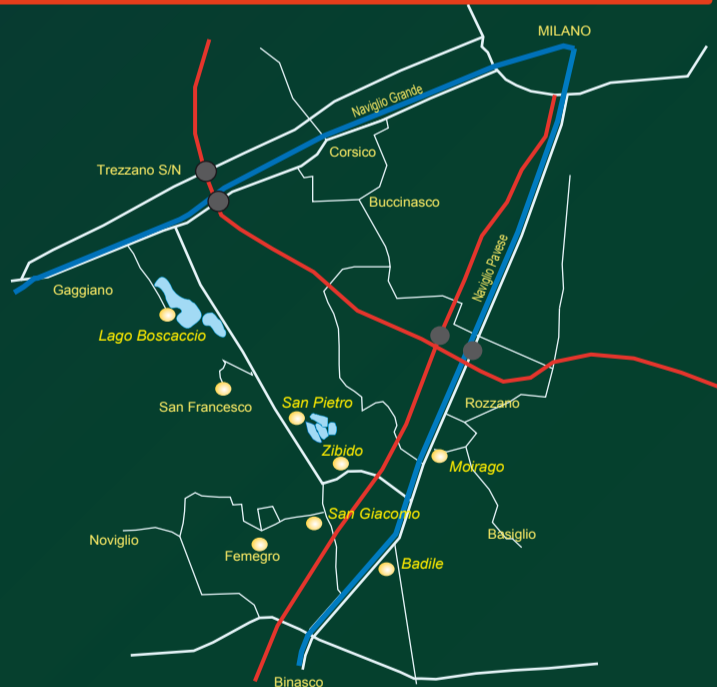 MILANO
Naviglio Grande
Corsico
Trezzano S/N
Buccinasco
Naviglio Pavese
Gaggiano
Lago Boscaccio
San Francesco
San Pietro
Rozzano
Zibido
Moirago
San Giacomo
Noviglio
Femegro
Basiglio
Badile
Binasco